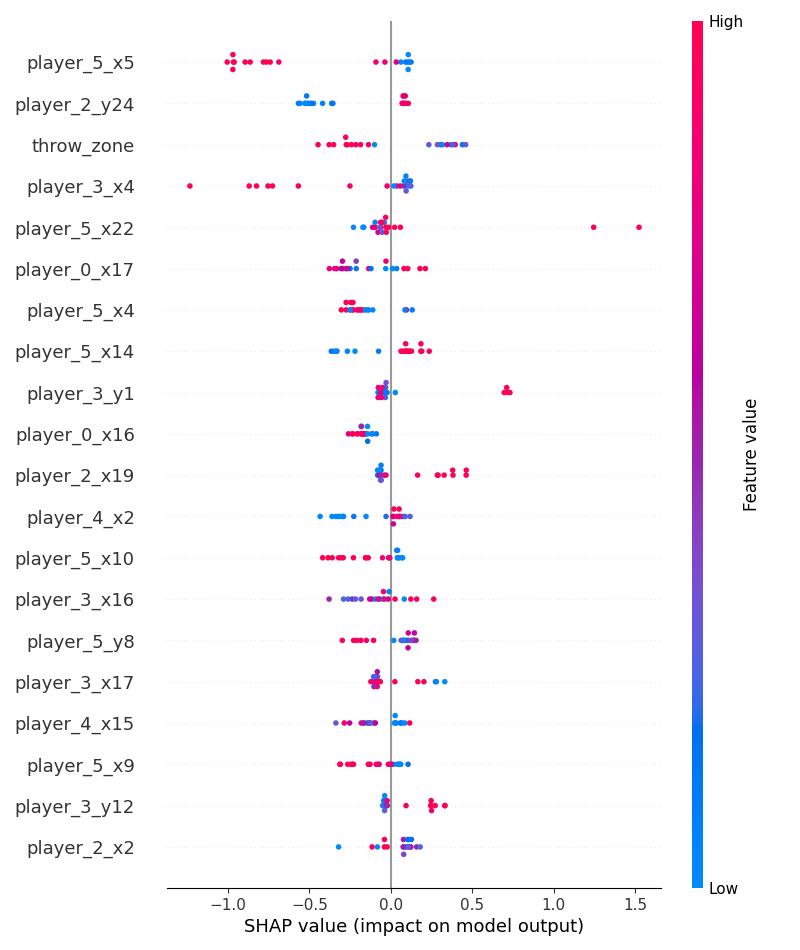 High
player_5_x5
player_2_y24
throw_zone
player_3_x4
player_5_x22
player_0_x17
player_5_x4
player_5_x14
player_3_y1
player_0_x16
player_2_x19
player_4_x2
player_5_x10
player_3_x16
player_5_y8
player_3_x17
player_4_x15
player_5_x9
player_3_y12
player_2_x2
Feature value
Low
−1.0 −0.5 0.0 0.5 1.0 1.5
SHAP value (impact on model output)